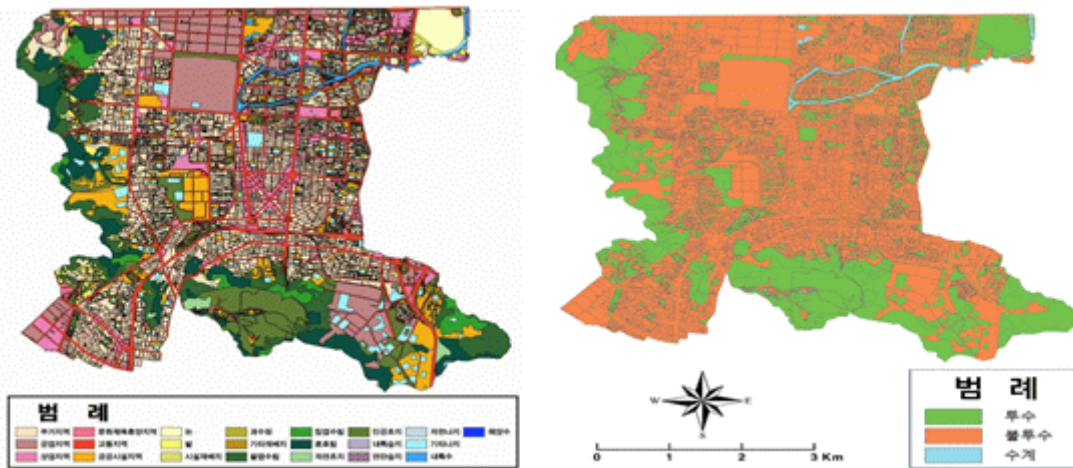 범 례
주거지역 문화체육휴양지역 논 과수원 침엽수림 인공초지 자연나지 해양수
공업지역 교통지역 밭 기타재배지 혼효림 내륙습지 기타나지
상업지역 공공시설지역 시설재배지 활엽수림 자연초지 연안습지 내륙수
W E
S
0 1 2 3 Km
범 례
투수
불투수
수계